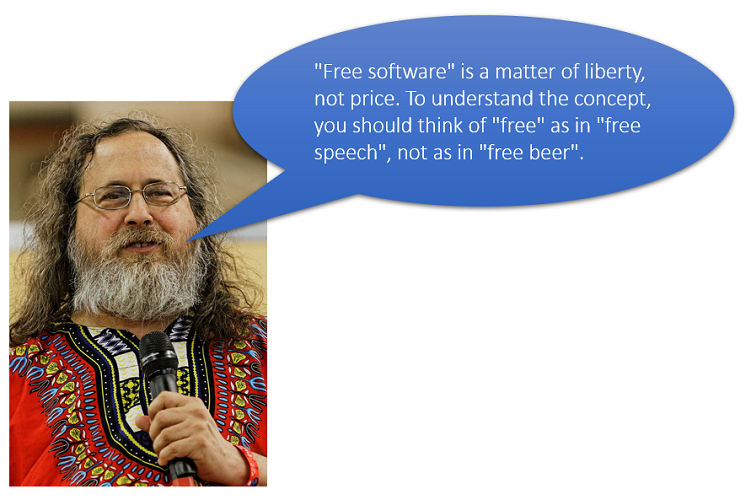 "Free software" is a matter of liberty,
not price. To understand the concept,
you should think of "free" as in "free
speech", not as in "free beer".